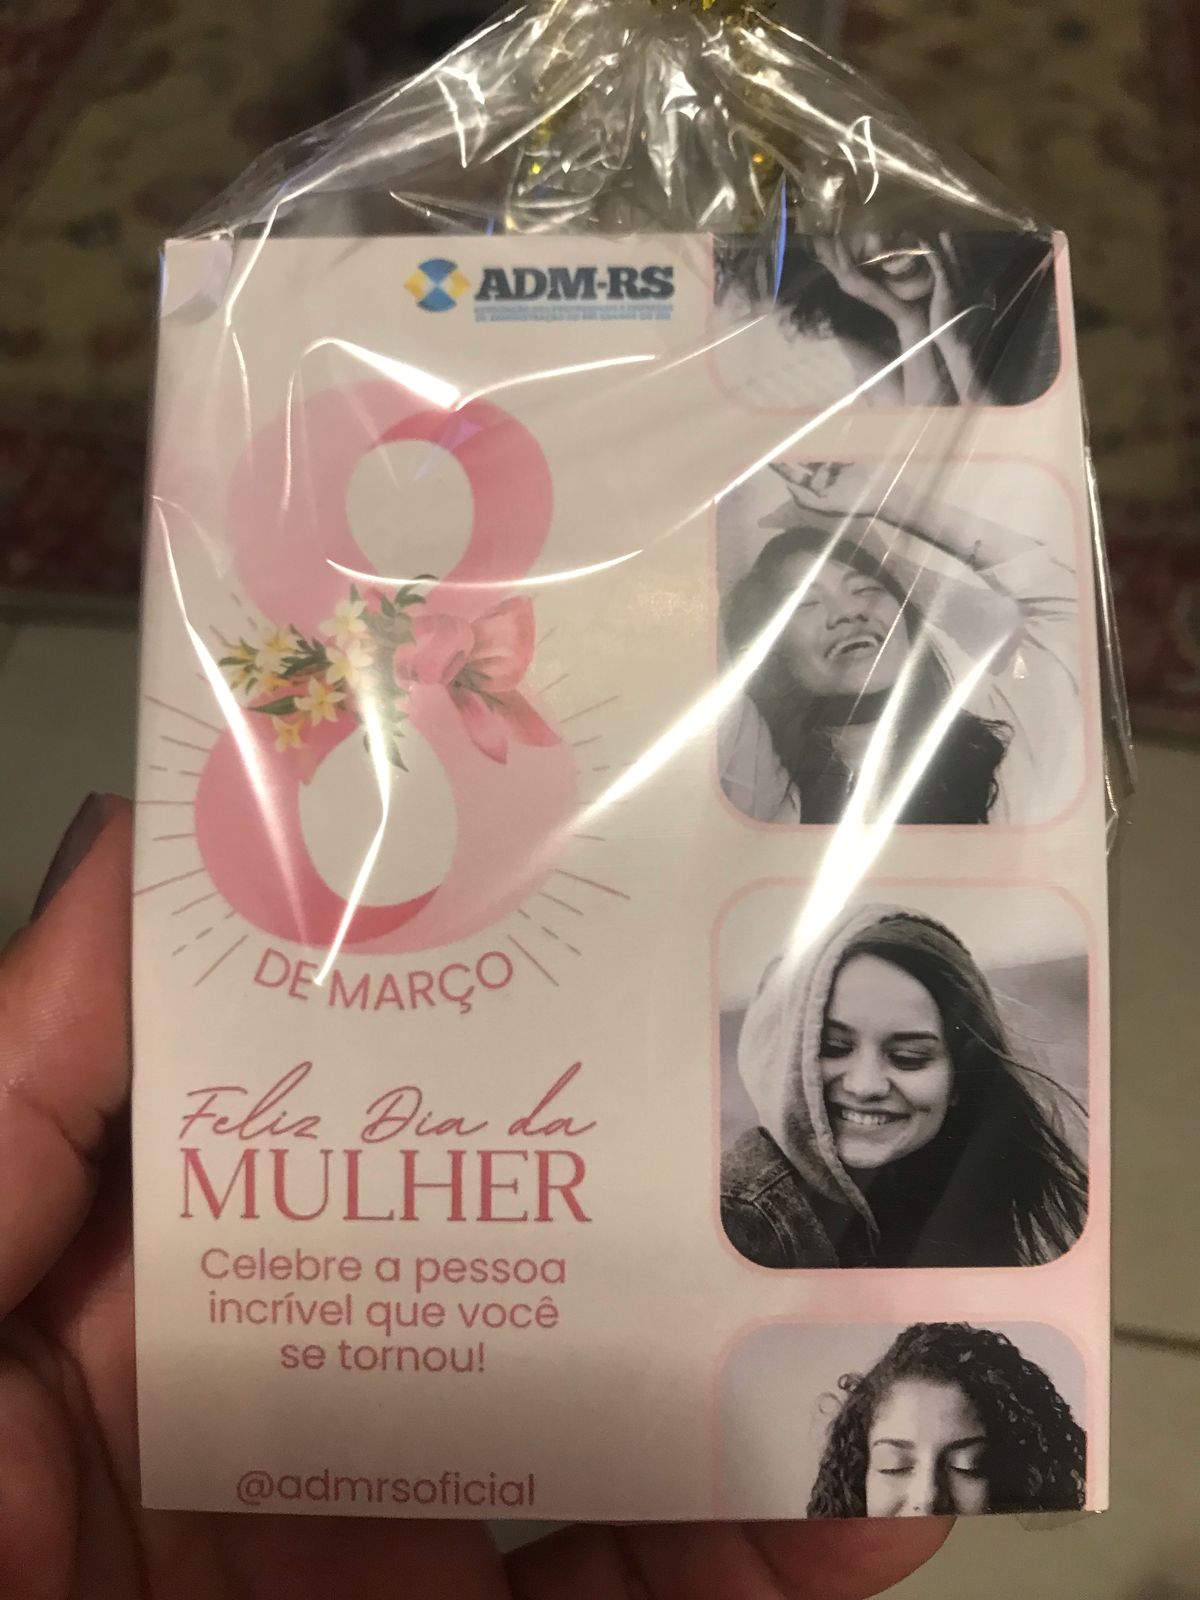 ADM-RS
8
DE MARÇO
Feliz Dia da
MULHER
Celebre a pessoa
incrível que você
se tornou!
@admrsoficial